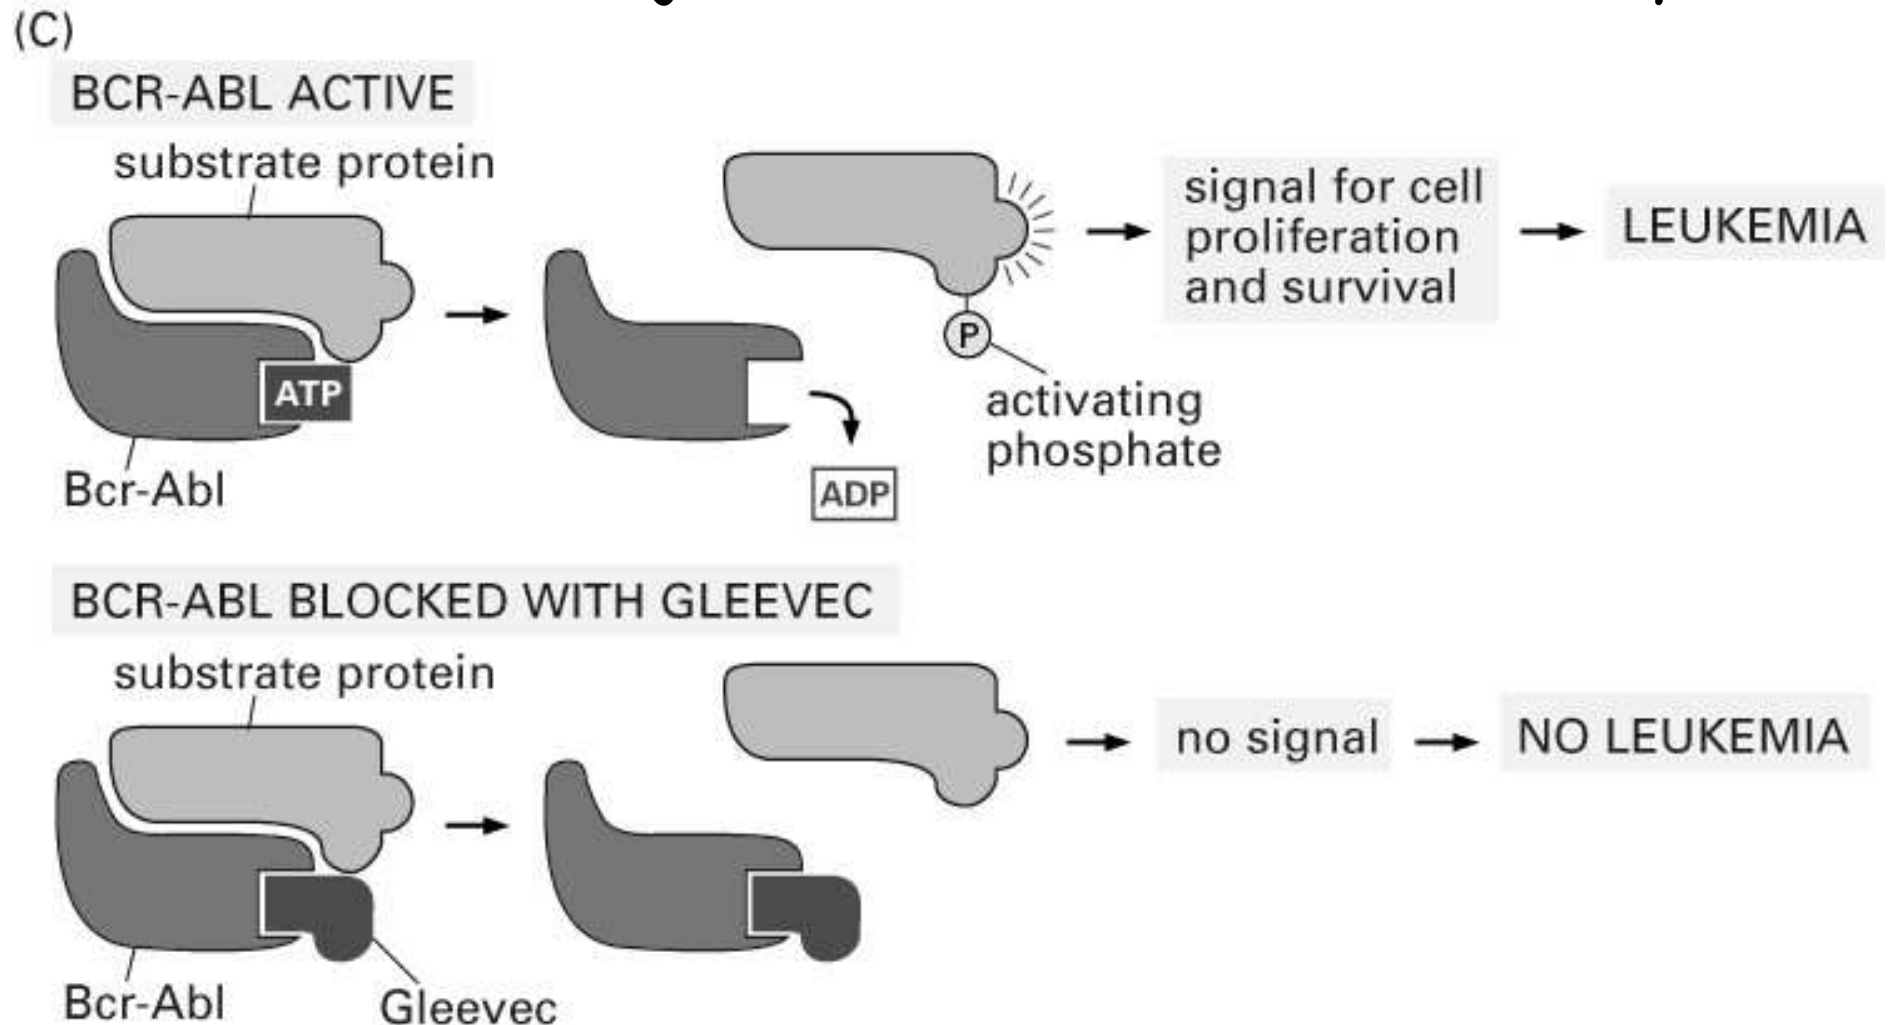 (C)
BCR-ABL ACTIVE
substrate protein
ATP
Bcr-Abl
ADP
P
activating
phosphate
signal for cell
proliferation
and survival
LEUKEMIA
BCR-ABL BLOCKED WITH GLEEVEC
substrate protein
Bcr-Abl
Gleevec
no signal
NO LEUKEMIA